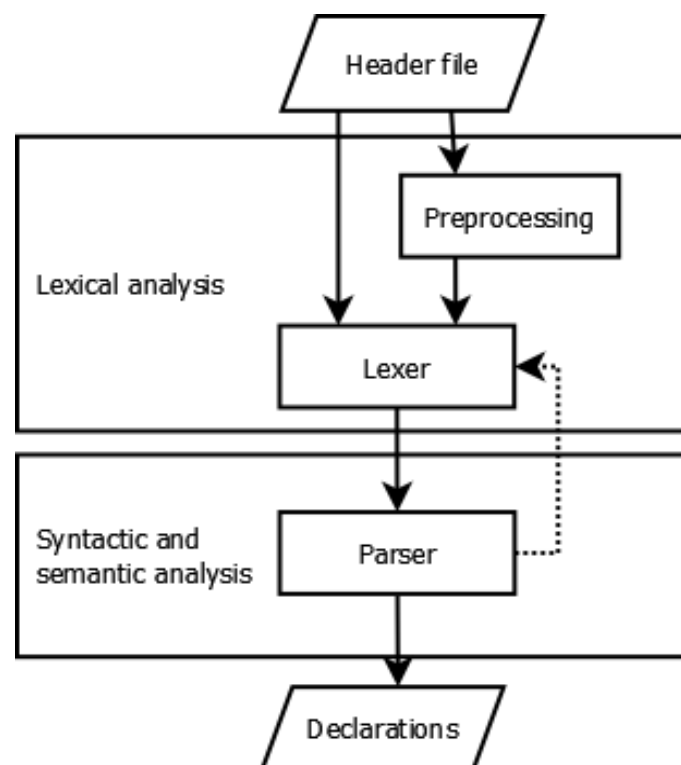 Header file
Preprocessing
Lexical analysis
Lexer
Syntactic and
semantic analysis
Parser
Declarations